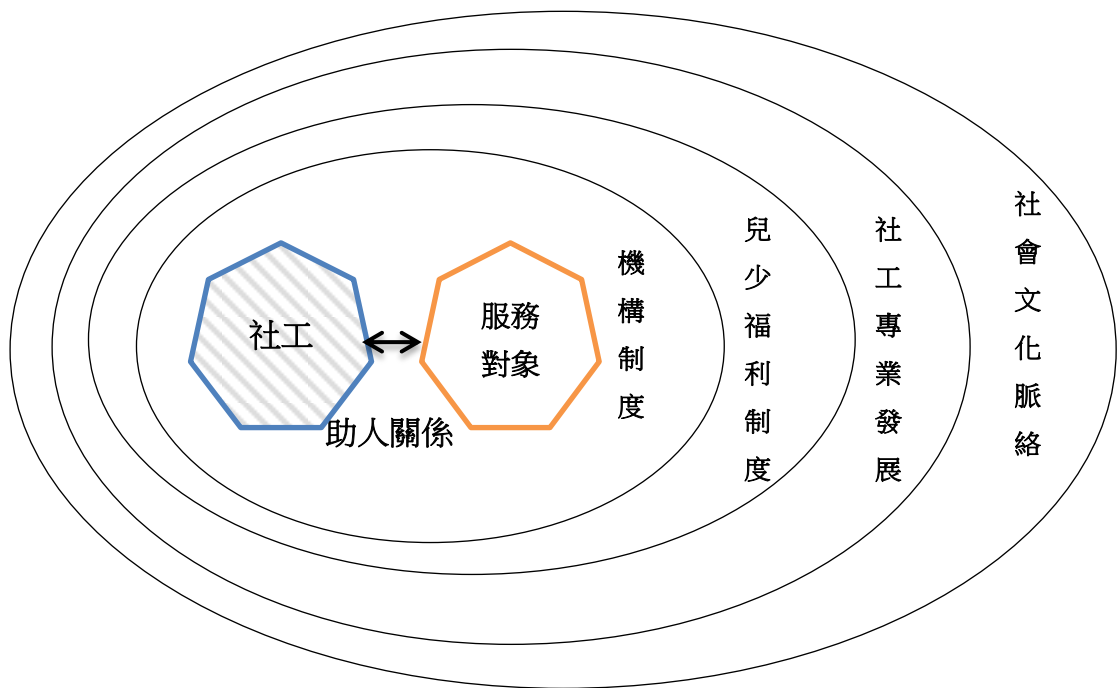 社工
服務
對象
助人關係
機構制度
兒少福利制度
社工專業發展
社會文化脈絡